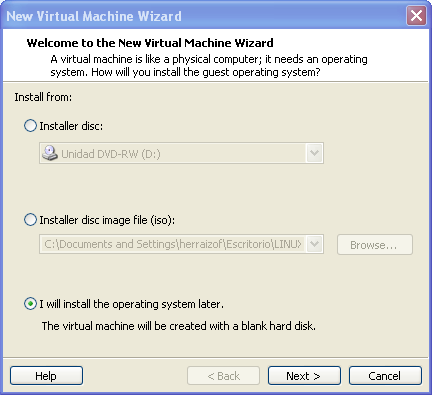 New Virtual Machine Wizard
Welcome to the New Virtual Machine Wizard
A virtual machine is like a physical computer; it needs an operating
system. How will you install the guest operating system?
Install from:
Installer disc:
Unidad DVD-RW (D:)
Installer disc image file (iso):
C:\Documents and Settings\herraizof\Escritorio\LINUX
Browse...
I will install the operating system later.
The virtual machine will be created with a blank hard disk.
Help
< Back
Next >
Cancel